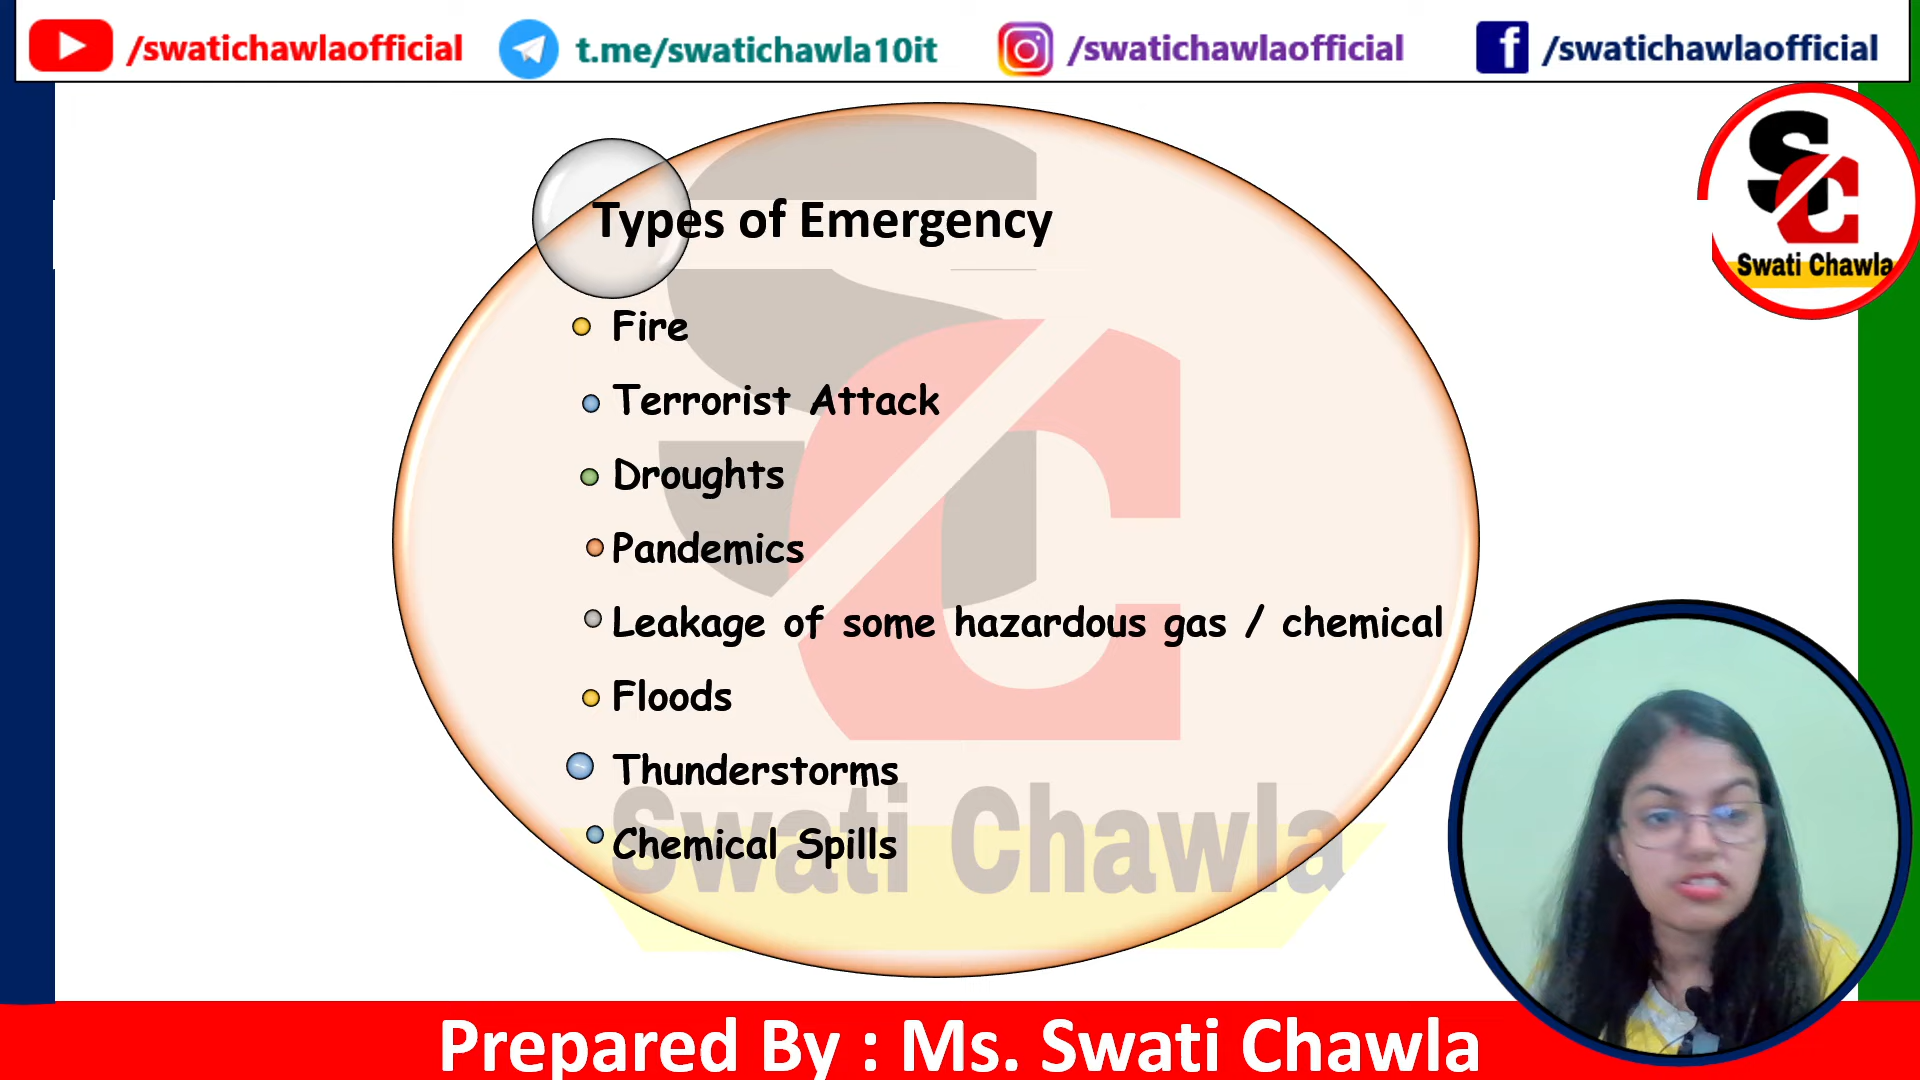 /swatichawlaofficial t.me/swatichawla10it /swatichawlaofficial /swatichawlaofficial
SC
Swati Chawla
Types of Emergency
Fire
Terrorist Attack
Droughts
Pandemics
Leakage of some hazardous gas / chemical
Floods
Thunderstorms
Chemical Spills
Swati Chawla
Prepared By : Ms. Swati Chawla